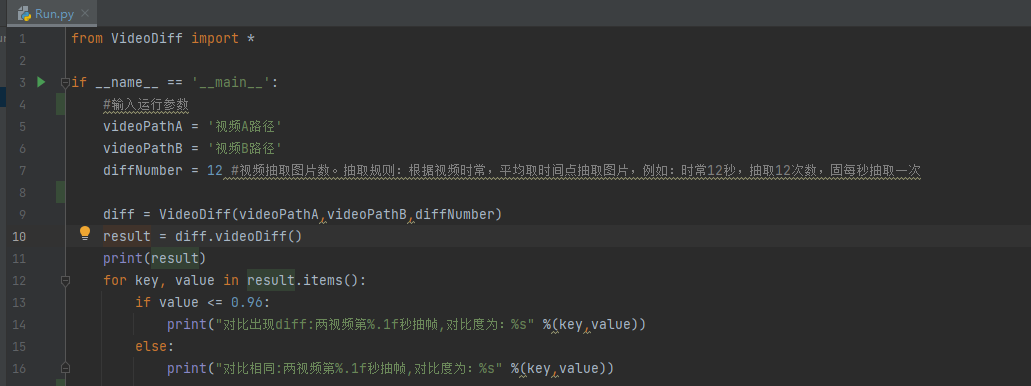 Run.py
1 from VideoDiff import *
2
3 if __name__ == '__main__':
4 #输入运行参数
5 videoPathA = '视频A路径'
6 videoPathB = '视频B路径'
7 diffNumber = 12 #视频抽取图片数。抽取规则：根据视频时常，平均取时间点抽取图片，例如：时常12秒，抽取12次数，固每秒抽取一次
8
9 diff = VideoDiff(videoPathA,videoPathB,diffNumber)
10 result = diff.videoDiff()
11 print(result)
12 for key, value in result.items():
13 if value <= 0.96:
14 print("对比出现diff:两视频第%.1f秒抽帧,对比度为：%s" %(key,value))
15 else:
16 print("对比相同:两视频第%.1f秒抽帧,对比度为：%s" %(key,value))